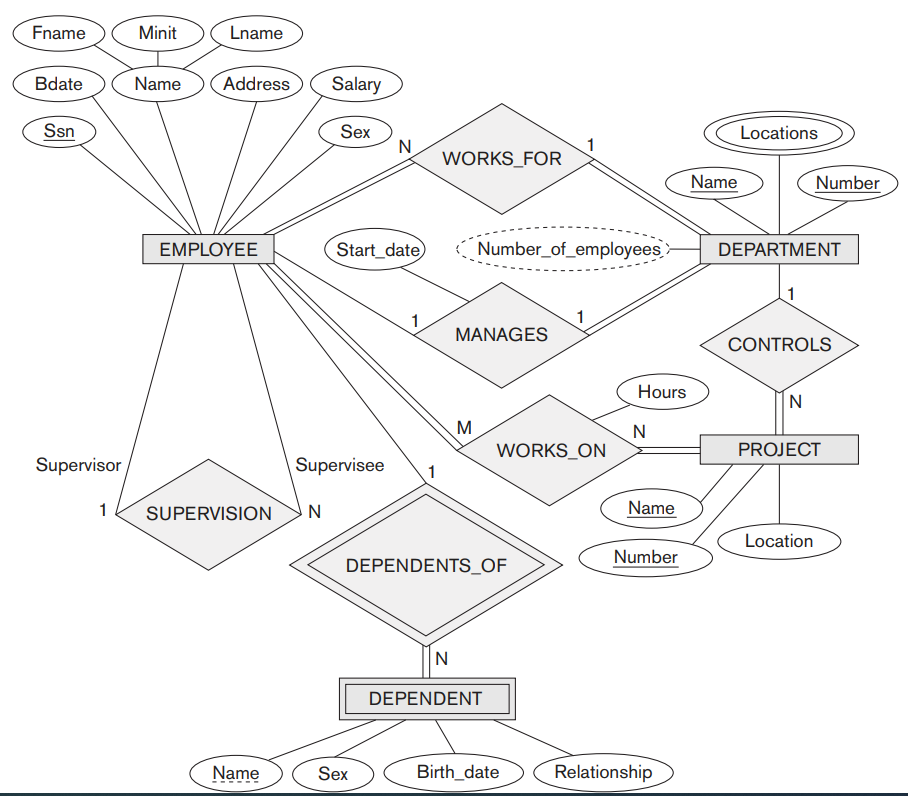 Fname
Minit
Lname
Bdate
Name
Address
Salary
Ssn
Sex
N
WORKS_FOR
1
Locations
Name
Number
EMPLOYEE
Start_date
Number_of_employees
DEPARTMENT
1
MANAGES
1
1
CONTROLS
N
Hours
M
WORKS_ON
N
PROJECT
Supervisor
Supervisee
1
SUPERVISION
N
1
Name
Number
Location
DEPENDENTS_OF
N
DEPENDENT
Name
Sex
Birth_date
Relationship